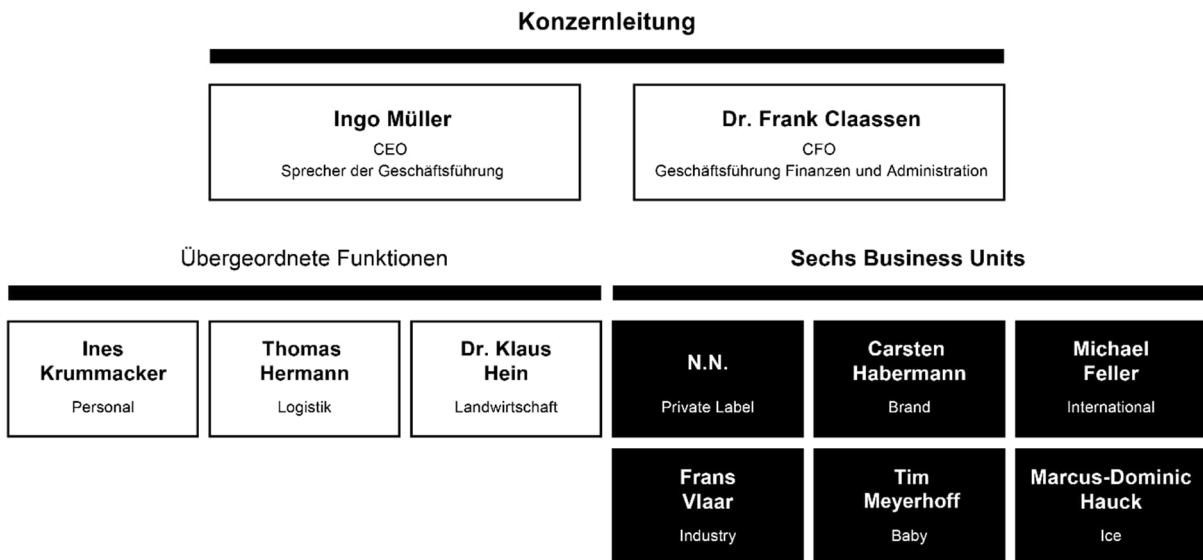 Konzernleitung
Ingo Müller
CEO
Sprecher der Geschäftsführung
Dr. Frank Claassen
CFO
Geschäftsführung Finanzen und Administration
Übergeordnete Funktionen
Ines
Krummacker
Personal
Thomas
Hermann
Logistik
Dr. Klaus
Hein
Landwirtschaft
Sechs Business Units
N.N.
Private Label
Carsten
Habermann
Brand
Michael
Feller
International
Frans
Vlaar
Industry
Tim
Meyerhoff
Baby
Marcus-Dominic
Hauck
Ice